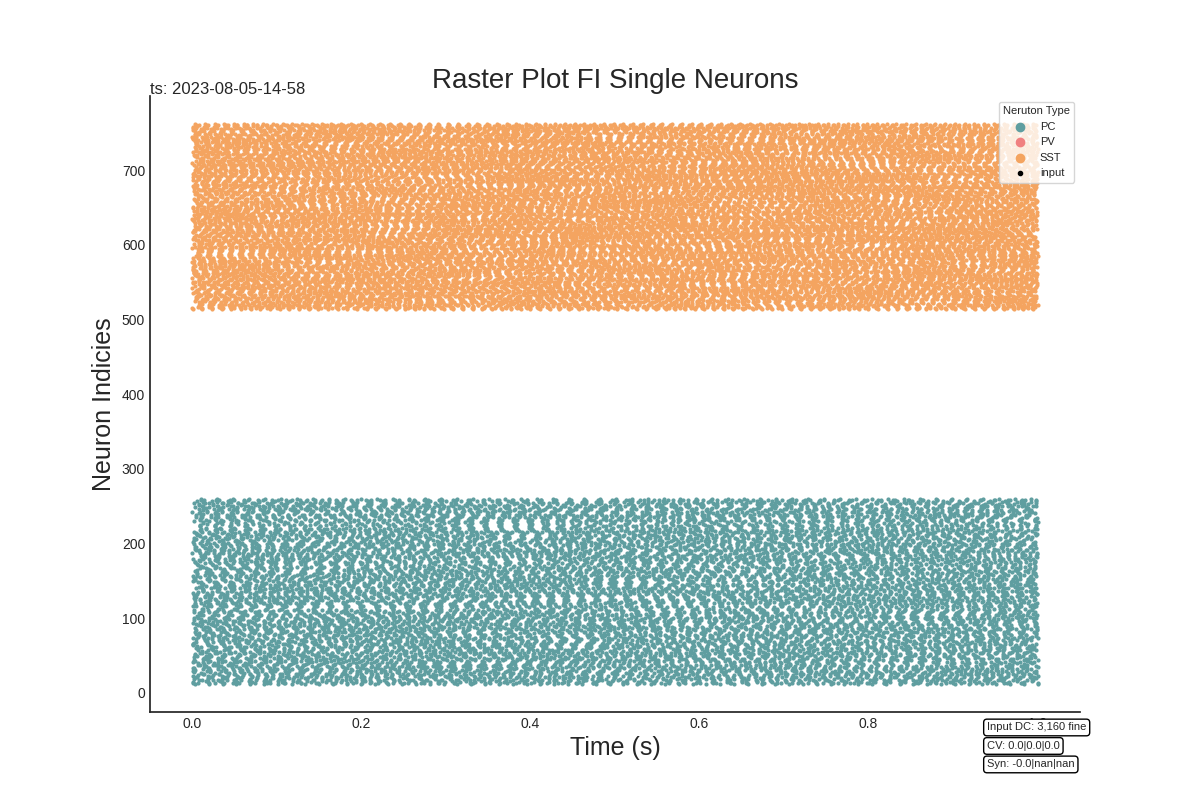 Raster Plot FI Single Neurons
ts: 2023-08-05-14-58
Neruton Type
PC
PV
SST
input
700
600
500
400
300
200
100
0
Neuron Indicies
0.0 0.2 0.4 0.6 0.8
Time (s)
Input DC: 3,160 fine
CV: 0.0|0.0|0.0
Syn: -0.0|nan|nan